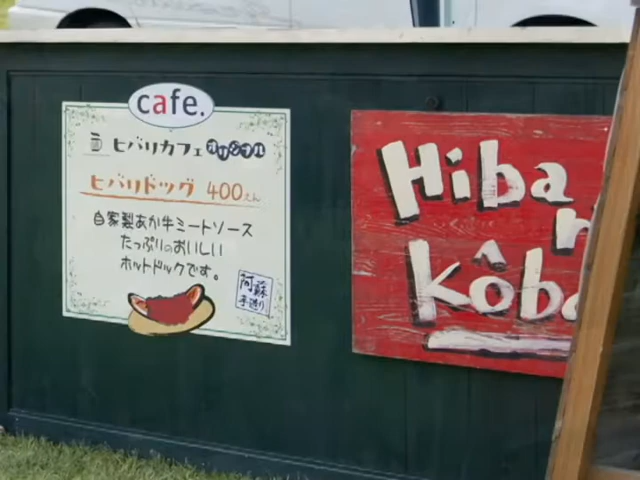 cafe.
ヒバリカフェオリジナル
ヒバリドッグ 400えん
自家製あか牛ミートソース
たっぷりのおいしい
ホットドックです。
阿蘇
手造り
Hiba
Kôb